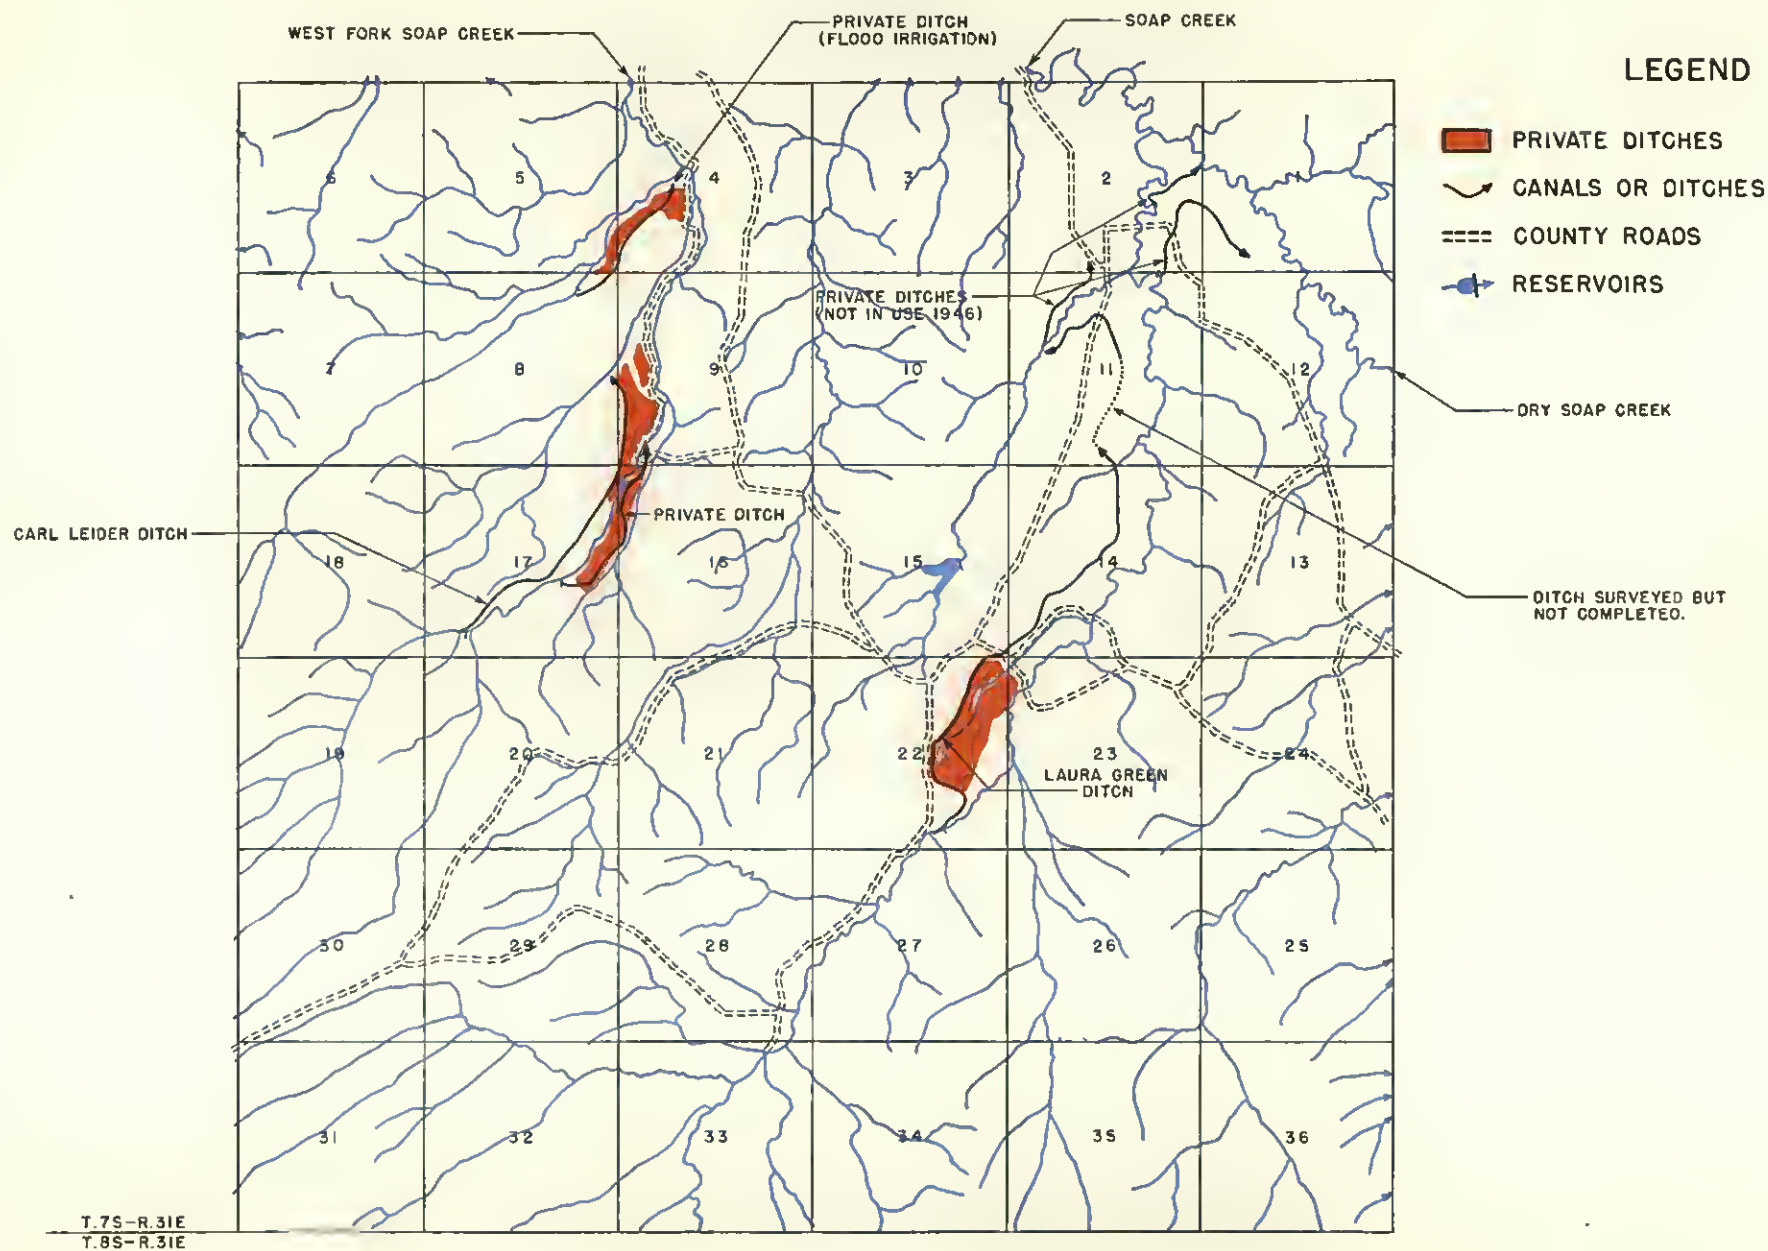 WEST FORK SOAP CREEK
PRIVATE DITCH
(FLOOO IRRIGATION)
SOAP CREEK
LEGEND
PRIVATE DITCHES
CANALS OR DITCHES
COUNTY ROADS
RESERVOIRS
6
5
4
3
2
1
PRIVATE DITCHES
(NOT IN USE 1946)
7
8
9
10
11
12
DRY SOAP CREEK
CARL LEIDER DITCH
PRIVATE DITCH
18
17
16
15
14
13
DITCH SURVEYED BUT
NOT COMPLETED.
19
20
21
22
23
24
LAURA GREEN
DITCH
30
29
28
27
26
25
31
32
33
34
35
36
T.7S-R.31E
T.8S-R.31E